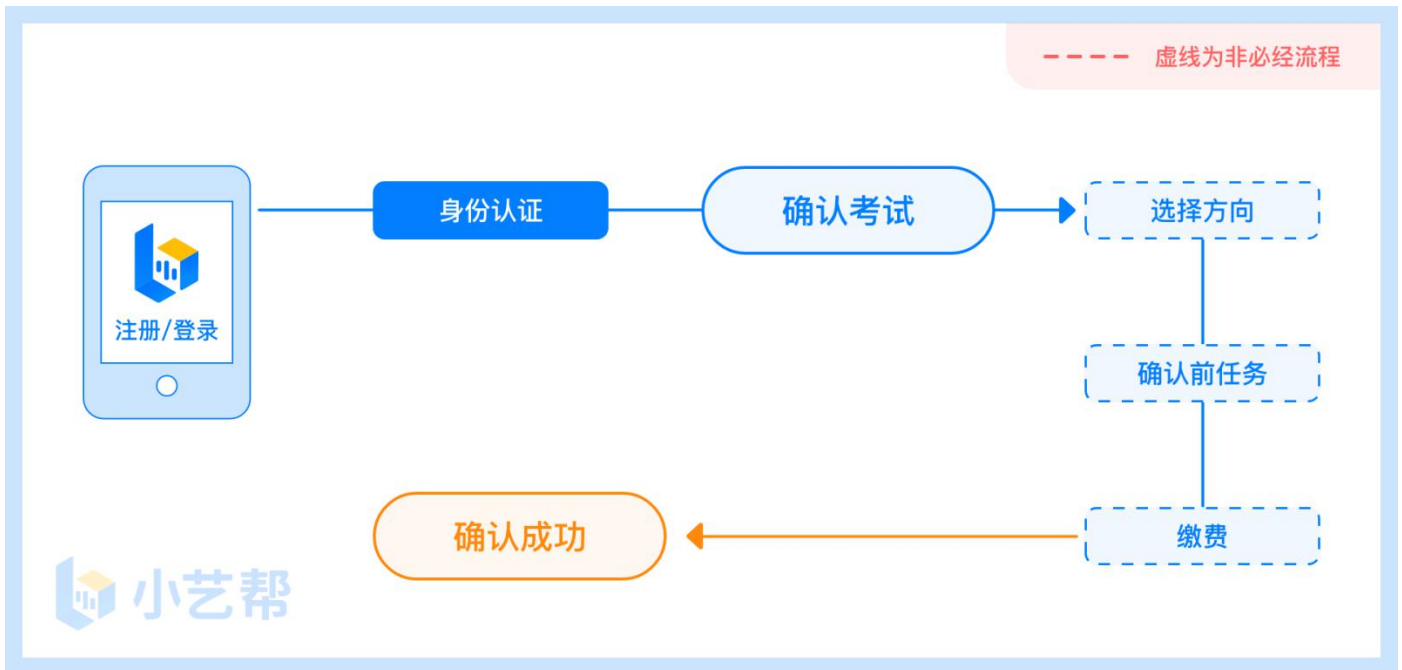 虚线为非必经流程
注册/登录
身份认证
确认考试
选择方向
确认前任务
缴费
确认成功
小艺帮